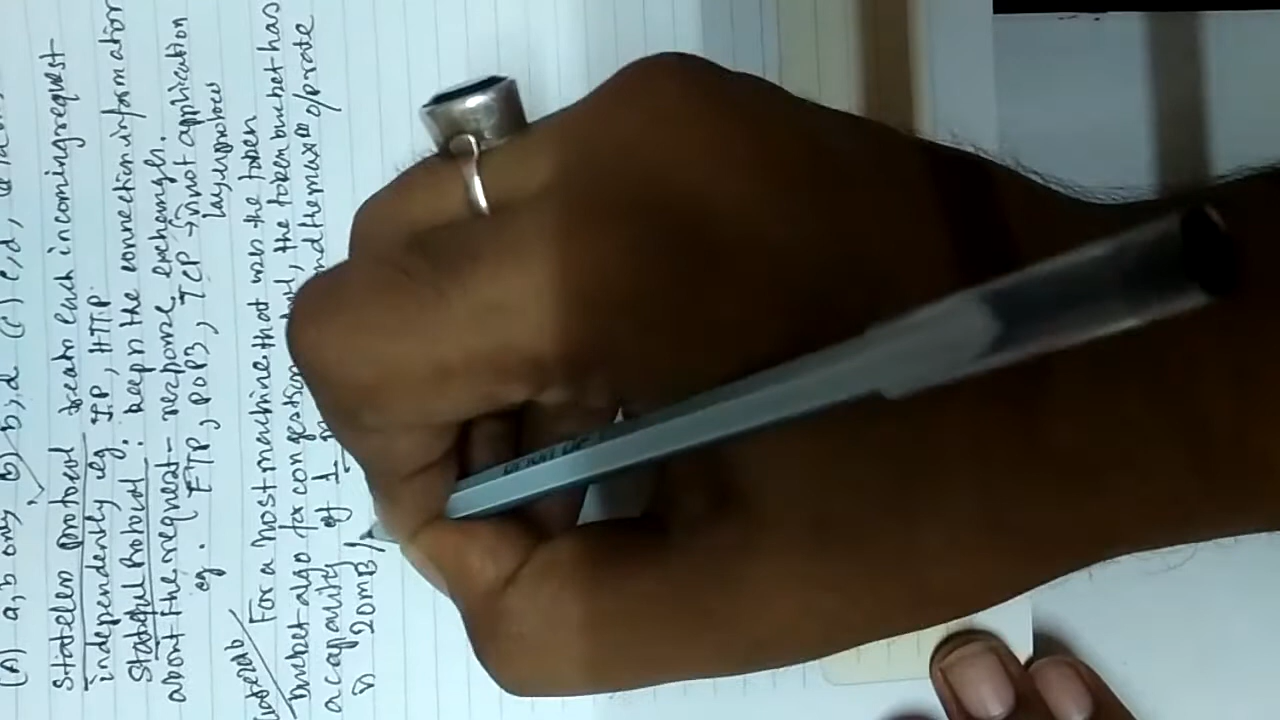 (A) a,b only (b) b,d (c) c,d,
Stateless protocol treats each incoming request
independently eg IP, HTTP.
Stateful Protocol: keeps the connection information
about the request-response exchanges.
eg. FTP, POP3, TCP → not application
layer protocol
For a host machine that uses the token
bucket algo for congestion, the token bucket has
a capacity of 1 and the max^m o/p rate
is 20MB/